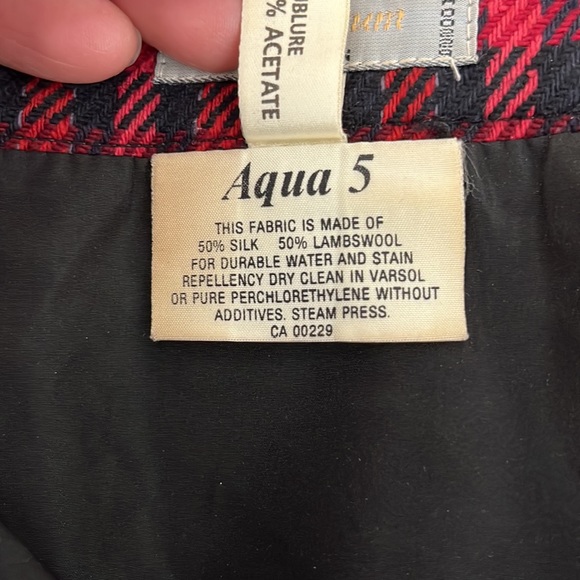 UBLURE
% ACETATE
Aqua 5
THIS FABRIC IS MADE OF
50% SILK 50% LAMBSWOOL
FOR DURABLE WATER AND STAIN
REPELLENCY DRY CLEAN IN VARSOL
OR PURE PERCHLORETHYLENE WITHOUT
ADDITIVES. STEAM PRESS.
CA 00229